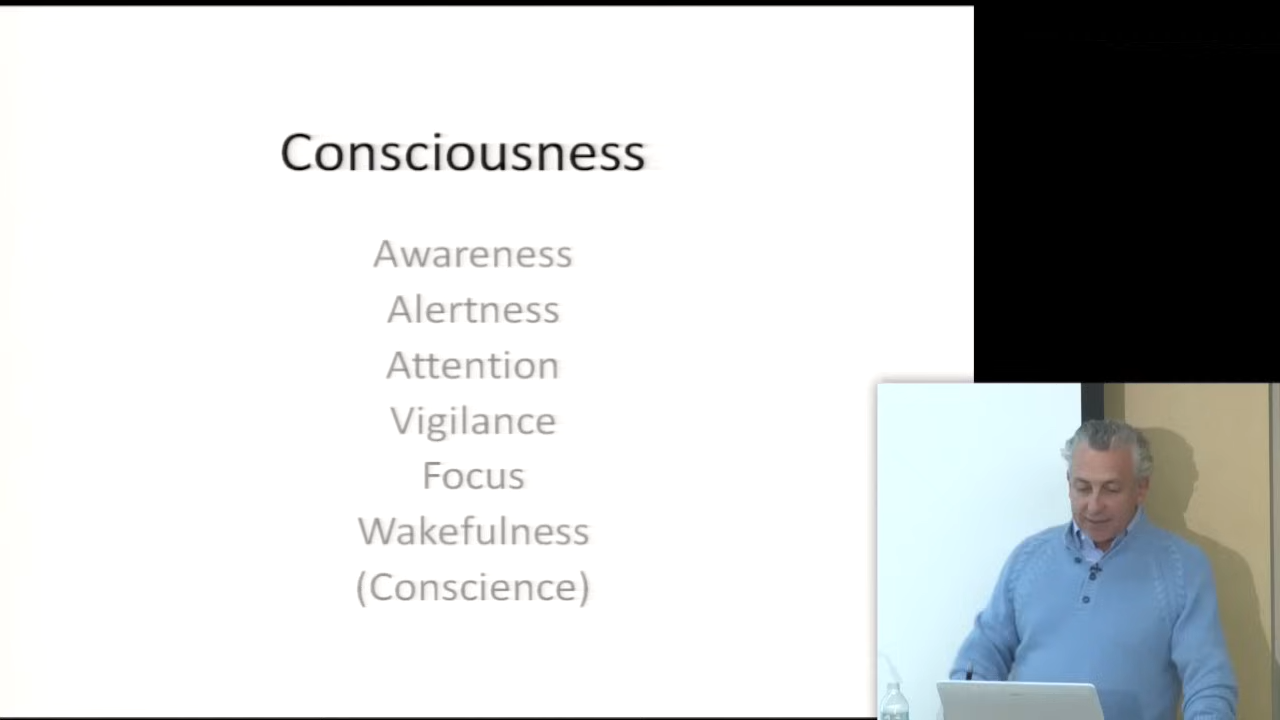 Consciousness
Awareness
Alertness
Attention
Vigilance
Focus
Wakefulness
(Conscience)